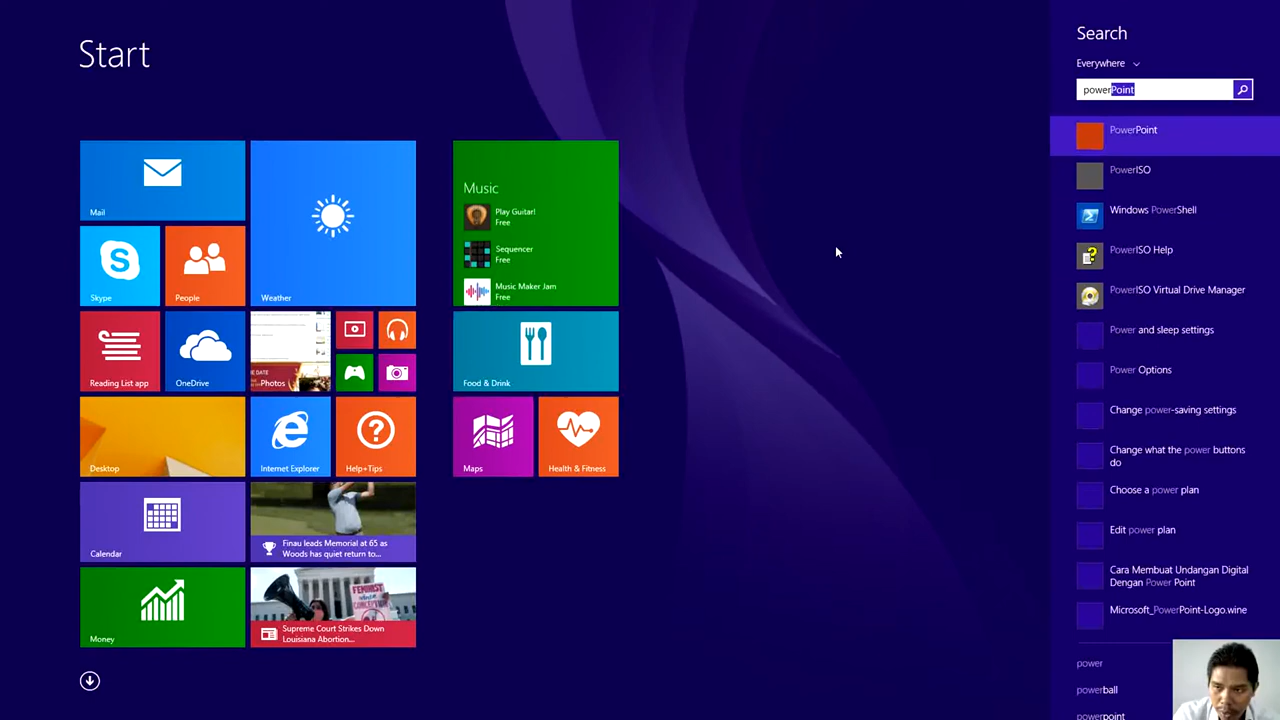 Start
Mail
Skype
People
Weather
Reading List app
OneDrive
Photos
Desktop
Internet Explorer
Help+Tips
Calendar
Finau leads Memorial at 65 as
Woods has quiet return to...
Money
Supreme Court Strikes Down
Louisiana Abortion...
Music
Play Guitar!
Free
Sequencer
Free
Music Maker Jam
Free
Food & Drink
Maps
Health & Fitness
Search
Everywhere
powerPoint
PowerPoint
PowerISO
Windows PowerShell
PowerISO Help
PowerISO Virtual Drive Manager
Power and sleep settings
Power Options
Change power-saving settings
Change what the power buttons
do
Choose a power plan
Edit power plan
Cara Membuat Undangan Digital
Dengan Power Point
Microsoft_PowerPoint-Logo.wine
power
powerball
powerpoint